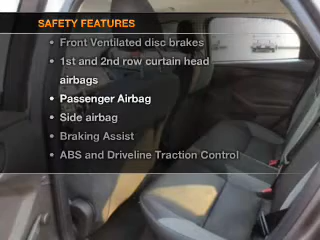 SAFETY FEATURES
• Front Ventilated disc brakes
• 1st and 2nd row curtain head
airbags
• Passenger Airbag
• Side airbag
• Braking Assist
• ABS and Driveline Traction Control